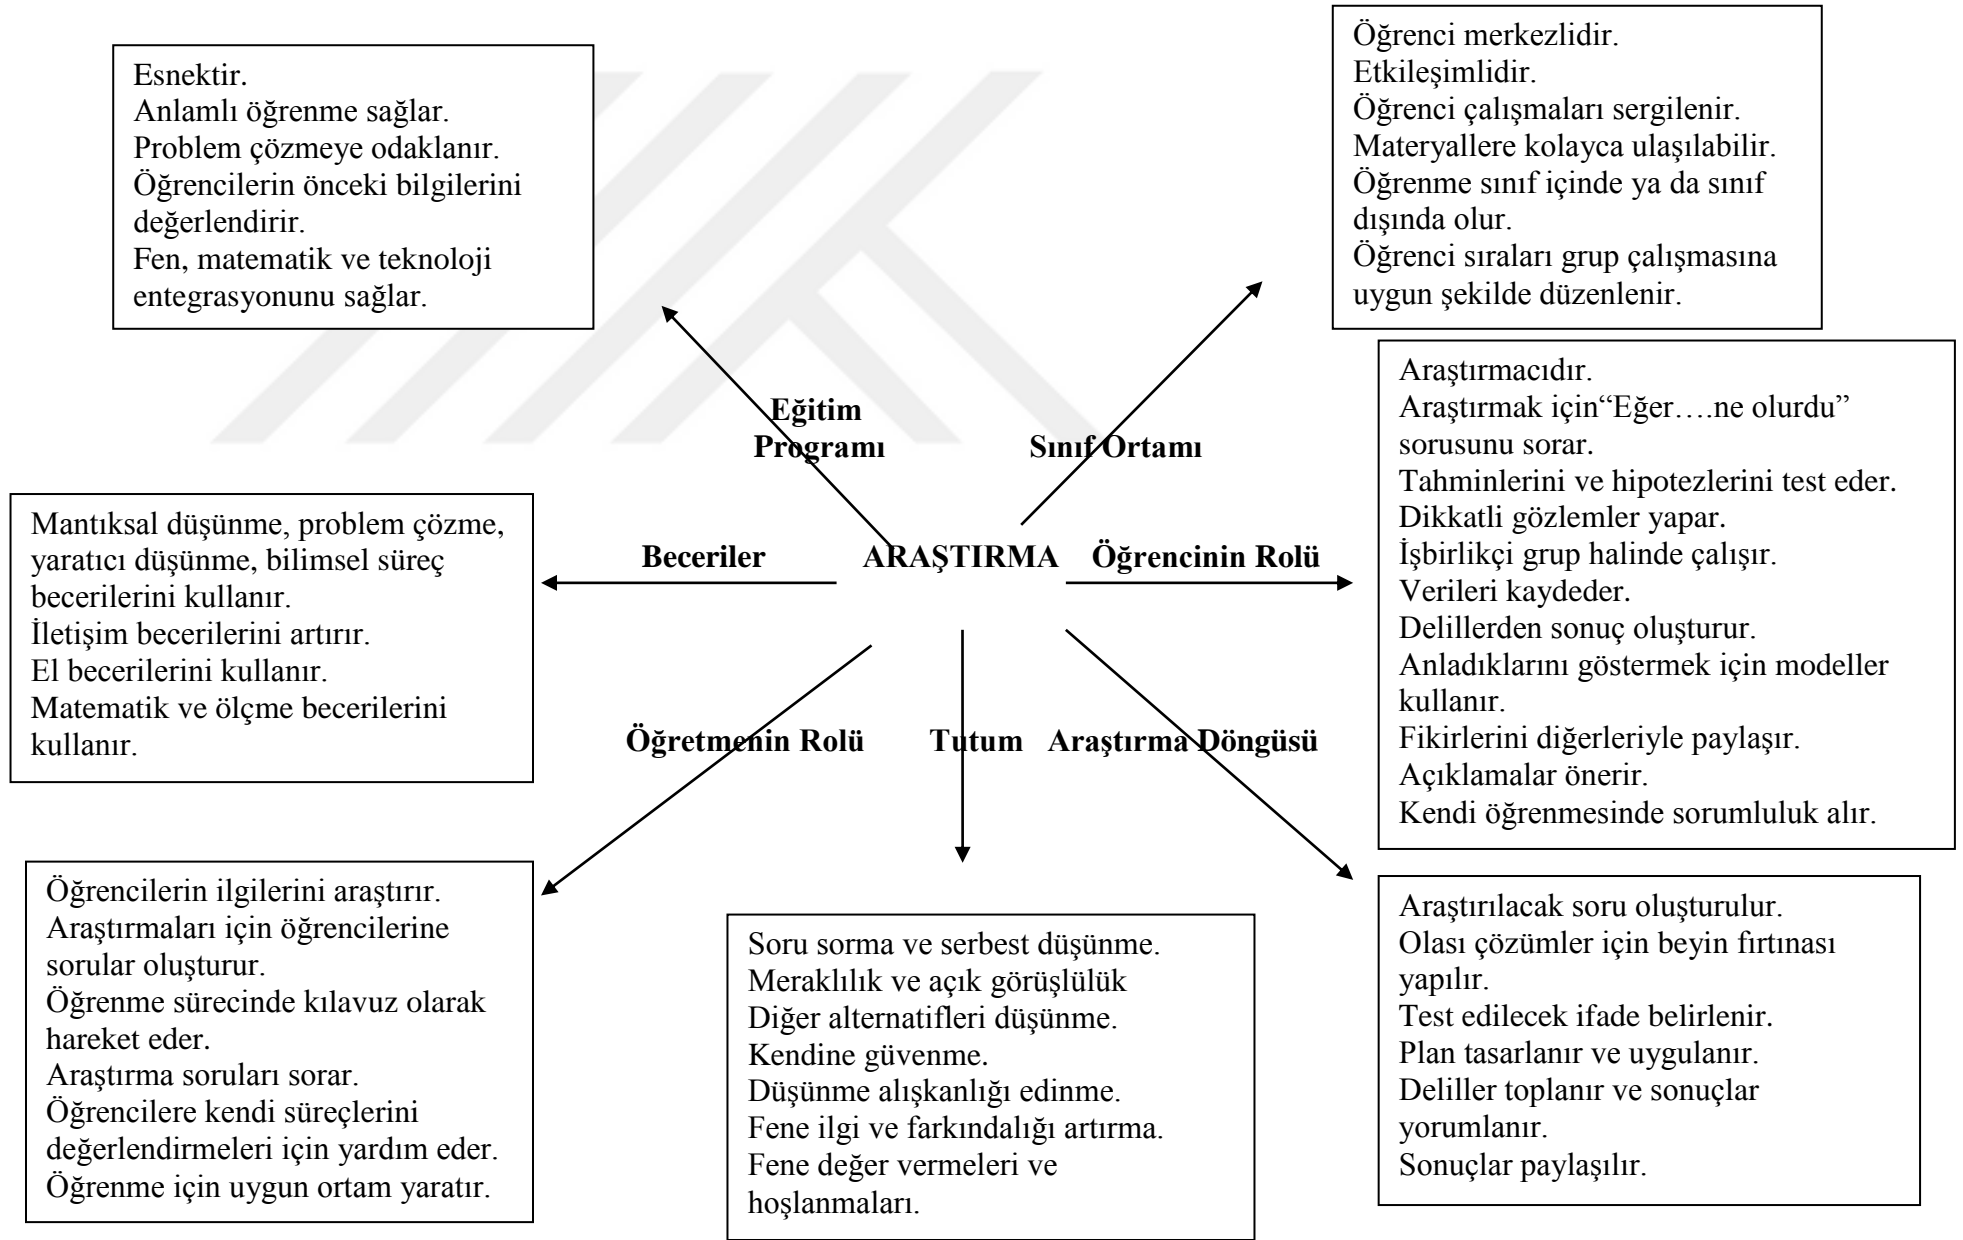 Esnektir.
Anlamlı öğrenme sağlar.
Problem çözmeye odaklanır.
Öğrencilerin önceki bilgilerini
değerlendirir.
Fen, matematik ve teknoloji
entegrasyonunu sağlar.
Öğrenci merkezlidir.
Etkileşimlidir.
Öğrenci çalışmaları sergilenir.
Materyallere kolayca ulaşılabilir.
Öğrenme sınıf içinde ya da sınıf
dışında olur.
Öğrenci sıraları grup çalışmasına
uygun şekilde düzenlenir.
Eğitim
Programı
Sınıf Ortamı
Mantıksal düşünme, problem çözme,
yaratıcı düşünme, bilimsel süreç
becerilerini kullanır.
İletişim becerilerini artırır.
El becerilerini kullanır.
Matematik ve ölçme becerilerini
kullanır.
Beceriler
ARAŞTIRMA
Öğrencinin Rolü
Araştırmacıdır.
Araştırmak için“Eğer….ne olurdu”
sorusunu sorar.
Tahminlerini ve hipotezlerini test eder.
Dikkatli gözlemler yapar.
İşbirlikçi grup halinde çalışır.
Verileri kaydeder.
Delillerden sonuç oluşturur.
Anladıklarını göstermek için modeller
kullanır.
Fikirlerini diğerleriyle paylaşır.
Açıklamalar önerir.
Kendi öğrenmesinde sorumluluk alır.
Öğretmenin Rolü
Tutum
Araştırma Döngüsü
Öğrencilerin ilgilerini araştırır.
Araştırmaları için öğrencilerine
sorular oluşturur.
Öğrenme sürecinde kılavuz olarak
hareket eder.
Araştırma soruları sorar.
Öğrencilere kendi süreçlerini
değerlendirmeleri için yardım eder.
Öğrenme için uygun ortam yaratır.
Soru sorma ve serbest düşünme.
Meraklılık ve açık görüşlülük
Diğer alternatifleri düşünme.
Kendine güvenme.
Düşünme alışkanlığı edinme.
Fene ilgi ve farkındalığı artırma.
Fene değer vermeleri ve
hoşlanmaları.
Araştırılacak soru oluşturulur.
Olası çözümler için beyin fırtınası
yapılır.
Test edilecek ifade belirlenir.
Plan tasarlanır ve uygulanır.
Deliller toplanır ve sonuçlar
yorumlanır.
Sonuçlar paylaşılır.